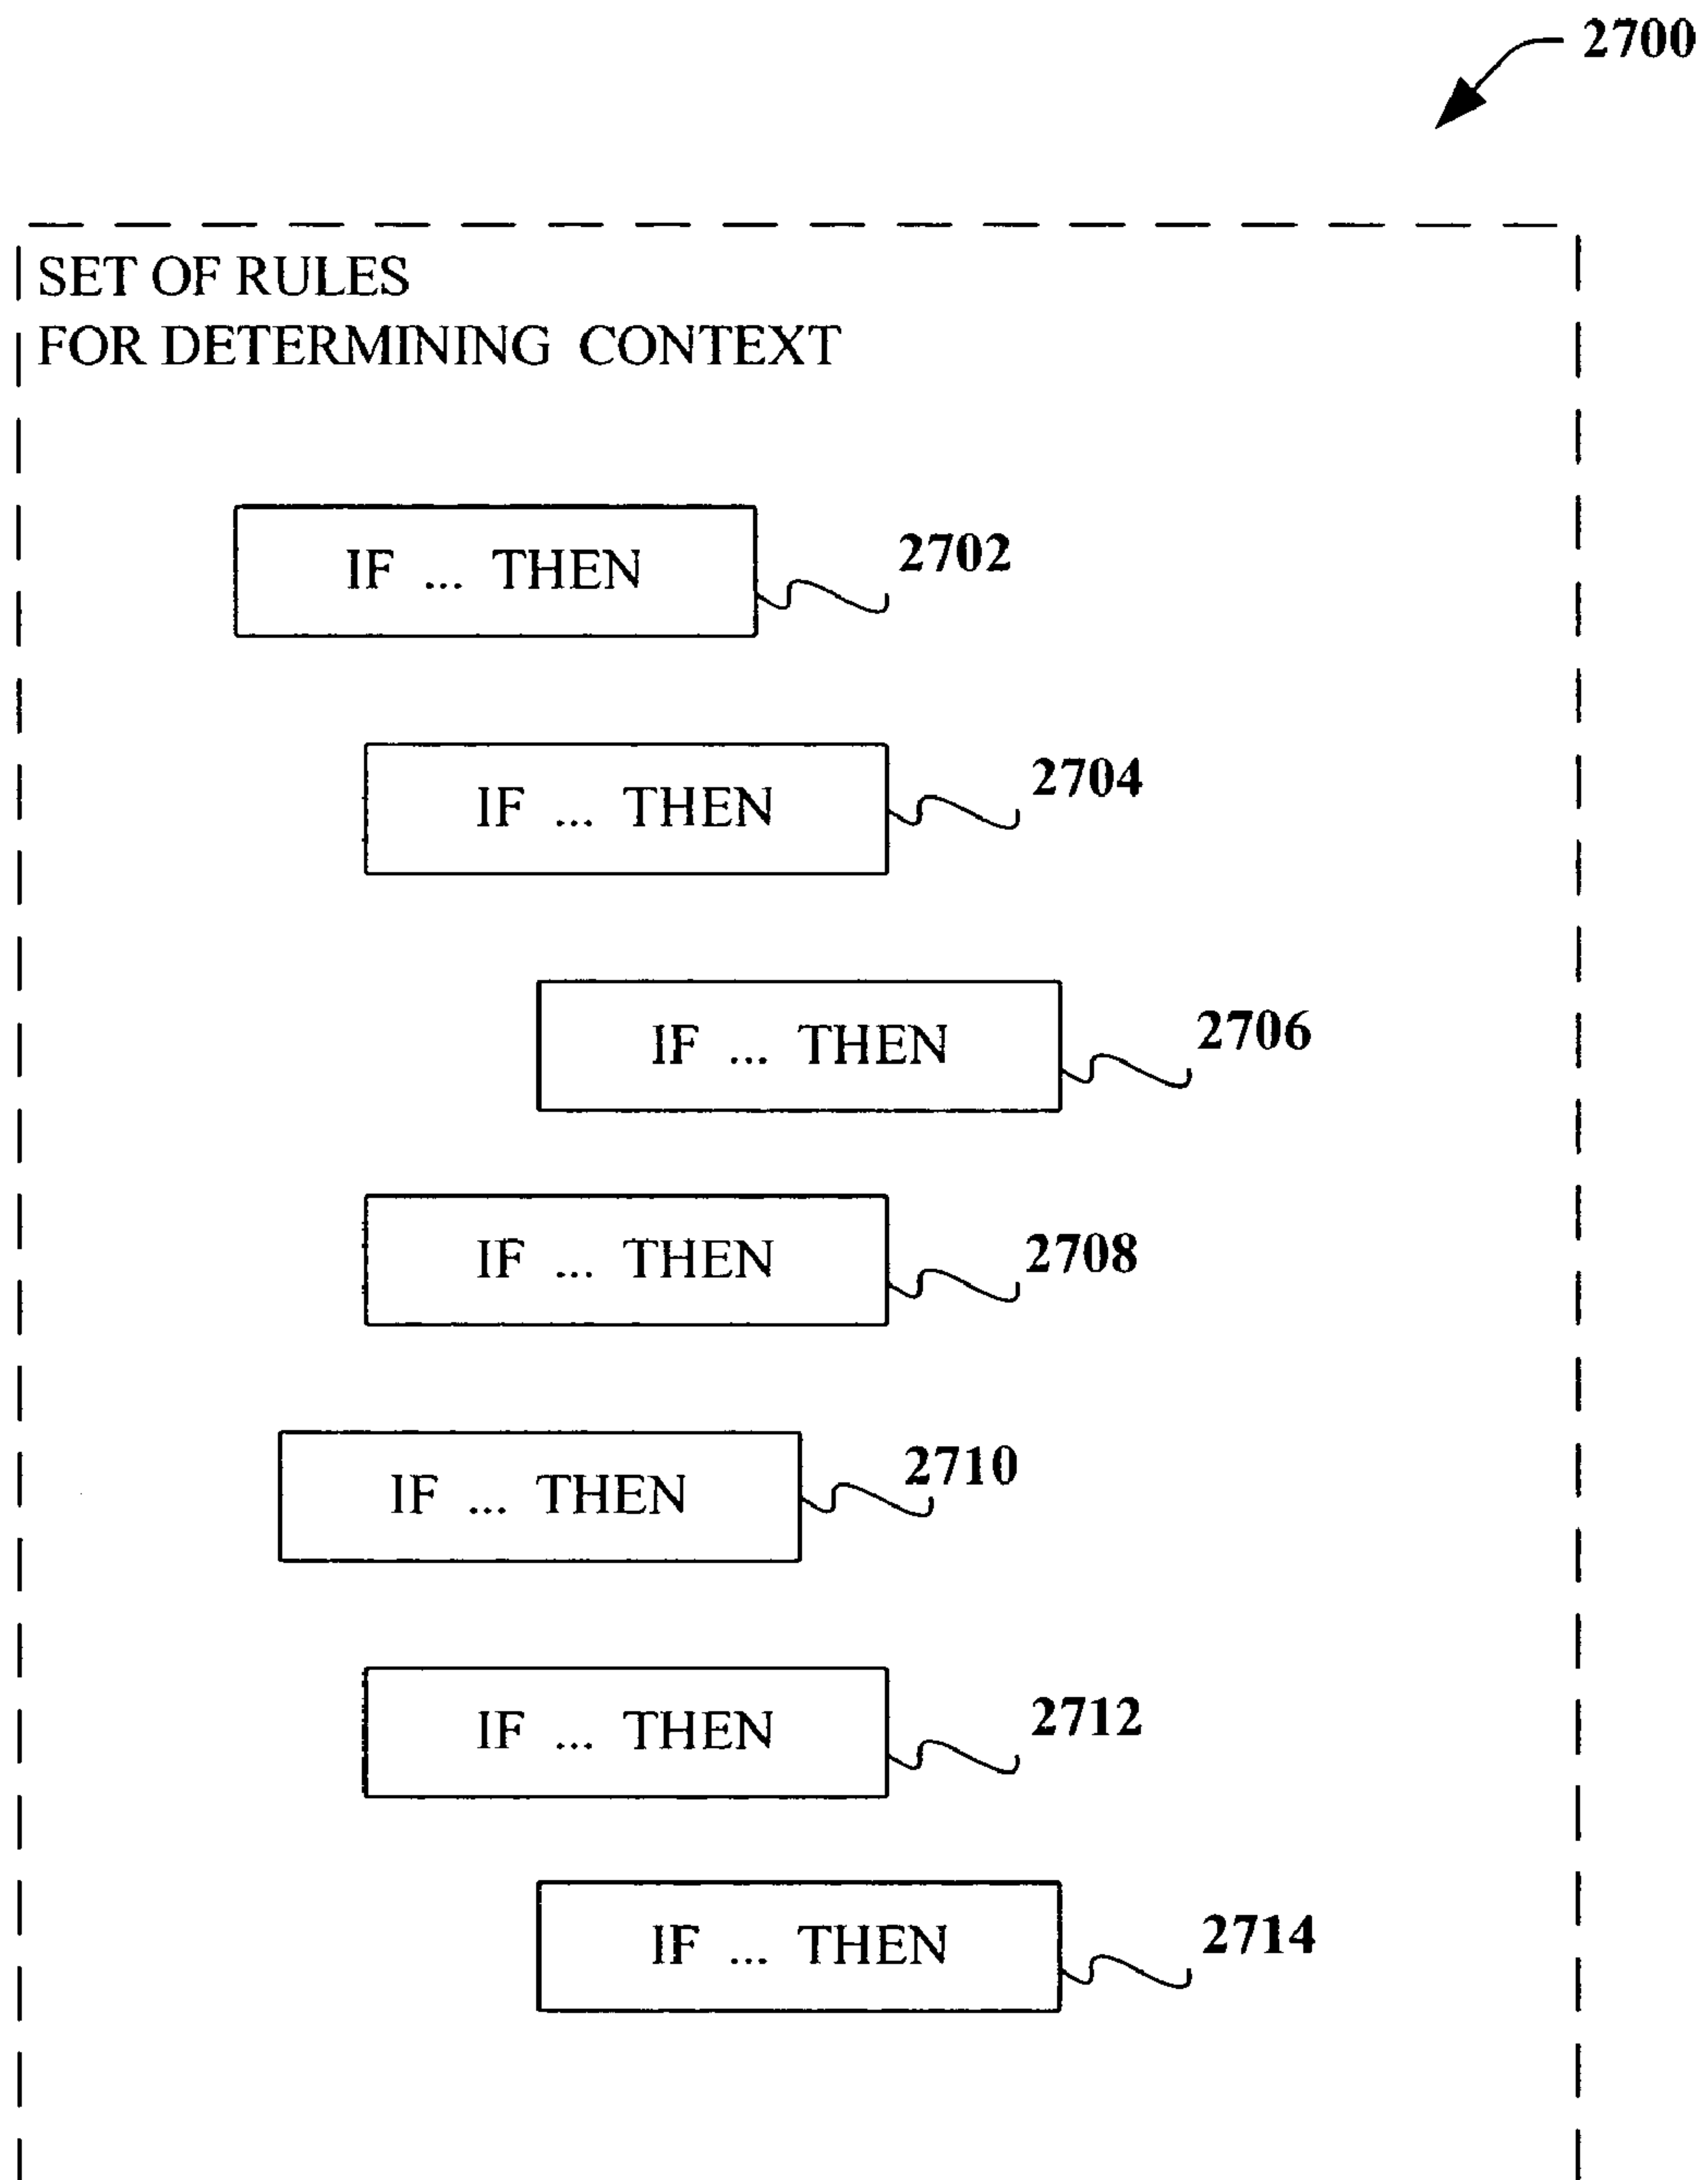 2700
SET OF RULES
FOR DETERMINING CONTEXT
IF ... THEN
2702
IF ... THEN
2704
IF ... THEN
2706
IF ... THEN
2708
IF ... THEN
2710
IF ... THEN
2712
IF ... THEN
2714